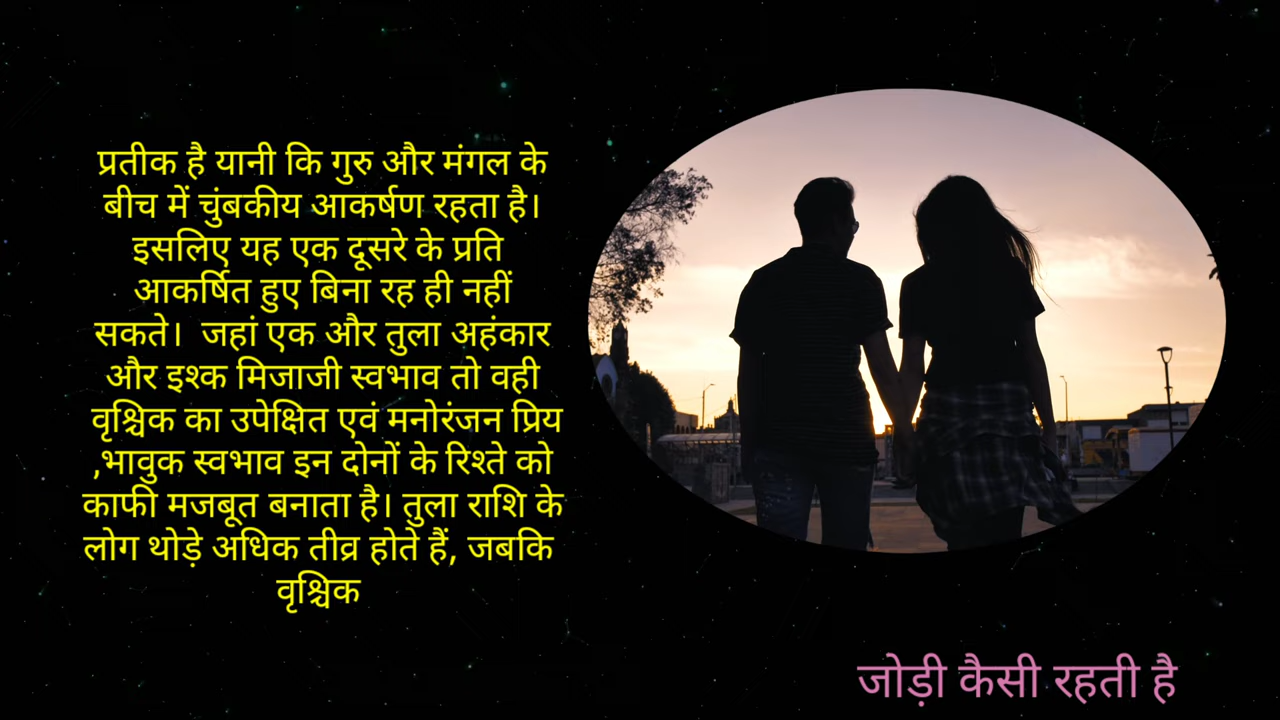 प्रतीक है यानी कि गुरु और मंगल के
बीच में चुंबकीय आकर्षण रहता है।
इसलिए यह एक दूसरे के प्रति
आकर्षित हुए बिना रह ही नहीं
सकते। जहां एक और तुला अहंकार
और इश्क मिजाजी स्वभाव तो वही
वृश्चिक का उपेक्षित एवं मनोरंजन प्रिय
,भावुक स्वभाव इन दोनों के रिश्ते को
काफी मजबूत बनाता है। तुला राशि के
लोग थोड़े अधिक तीव्र होते हैं, जबकि
वृश्चिक
जोड़ी कैसी रहती है